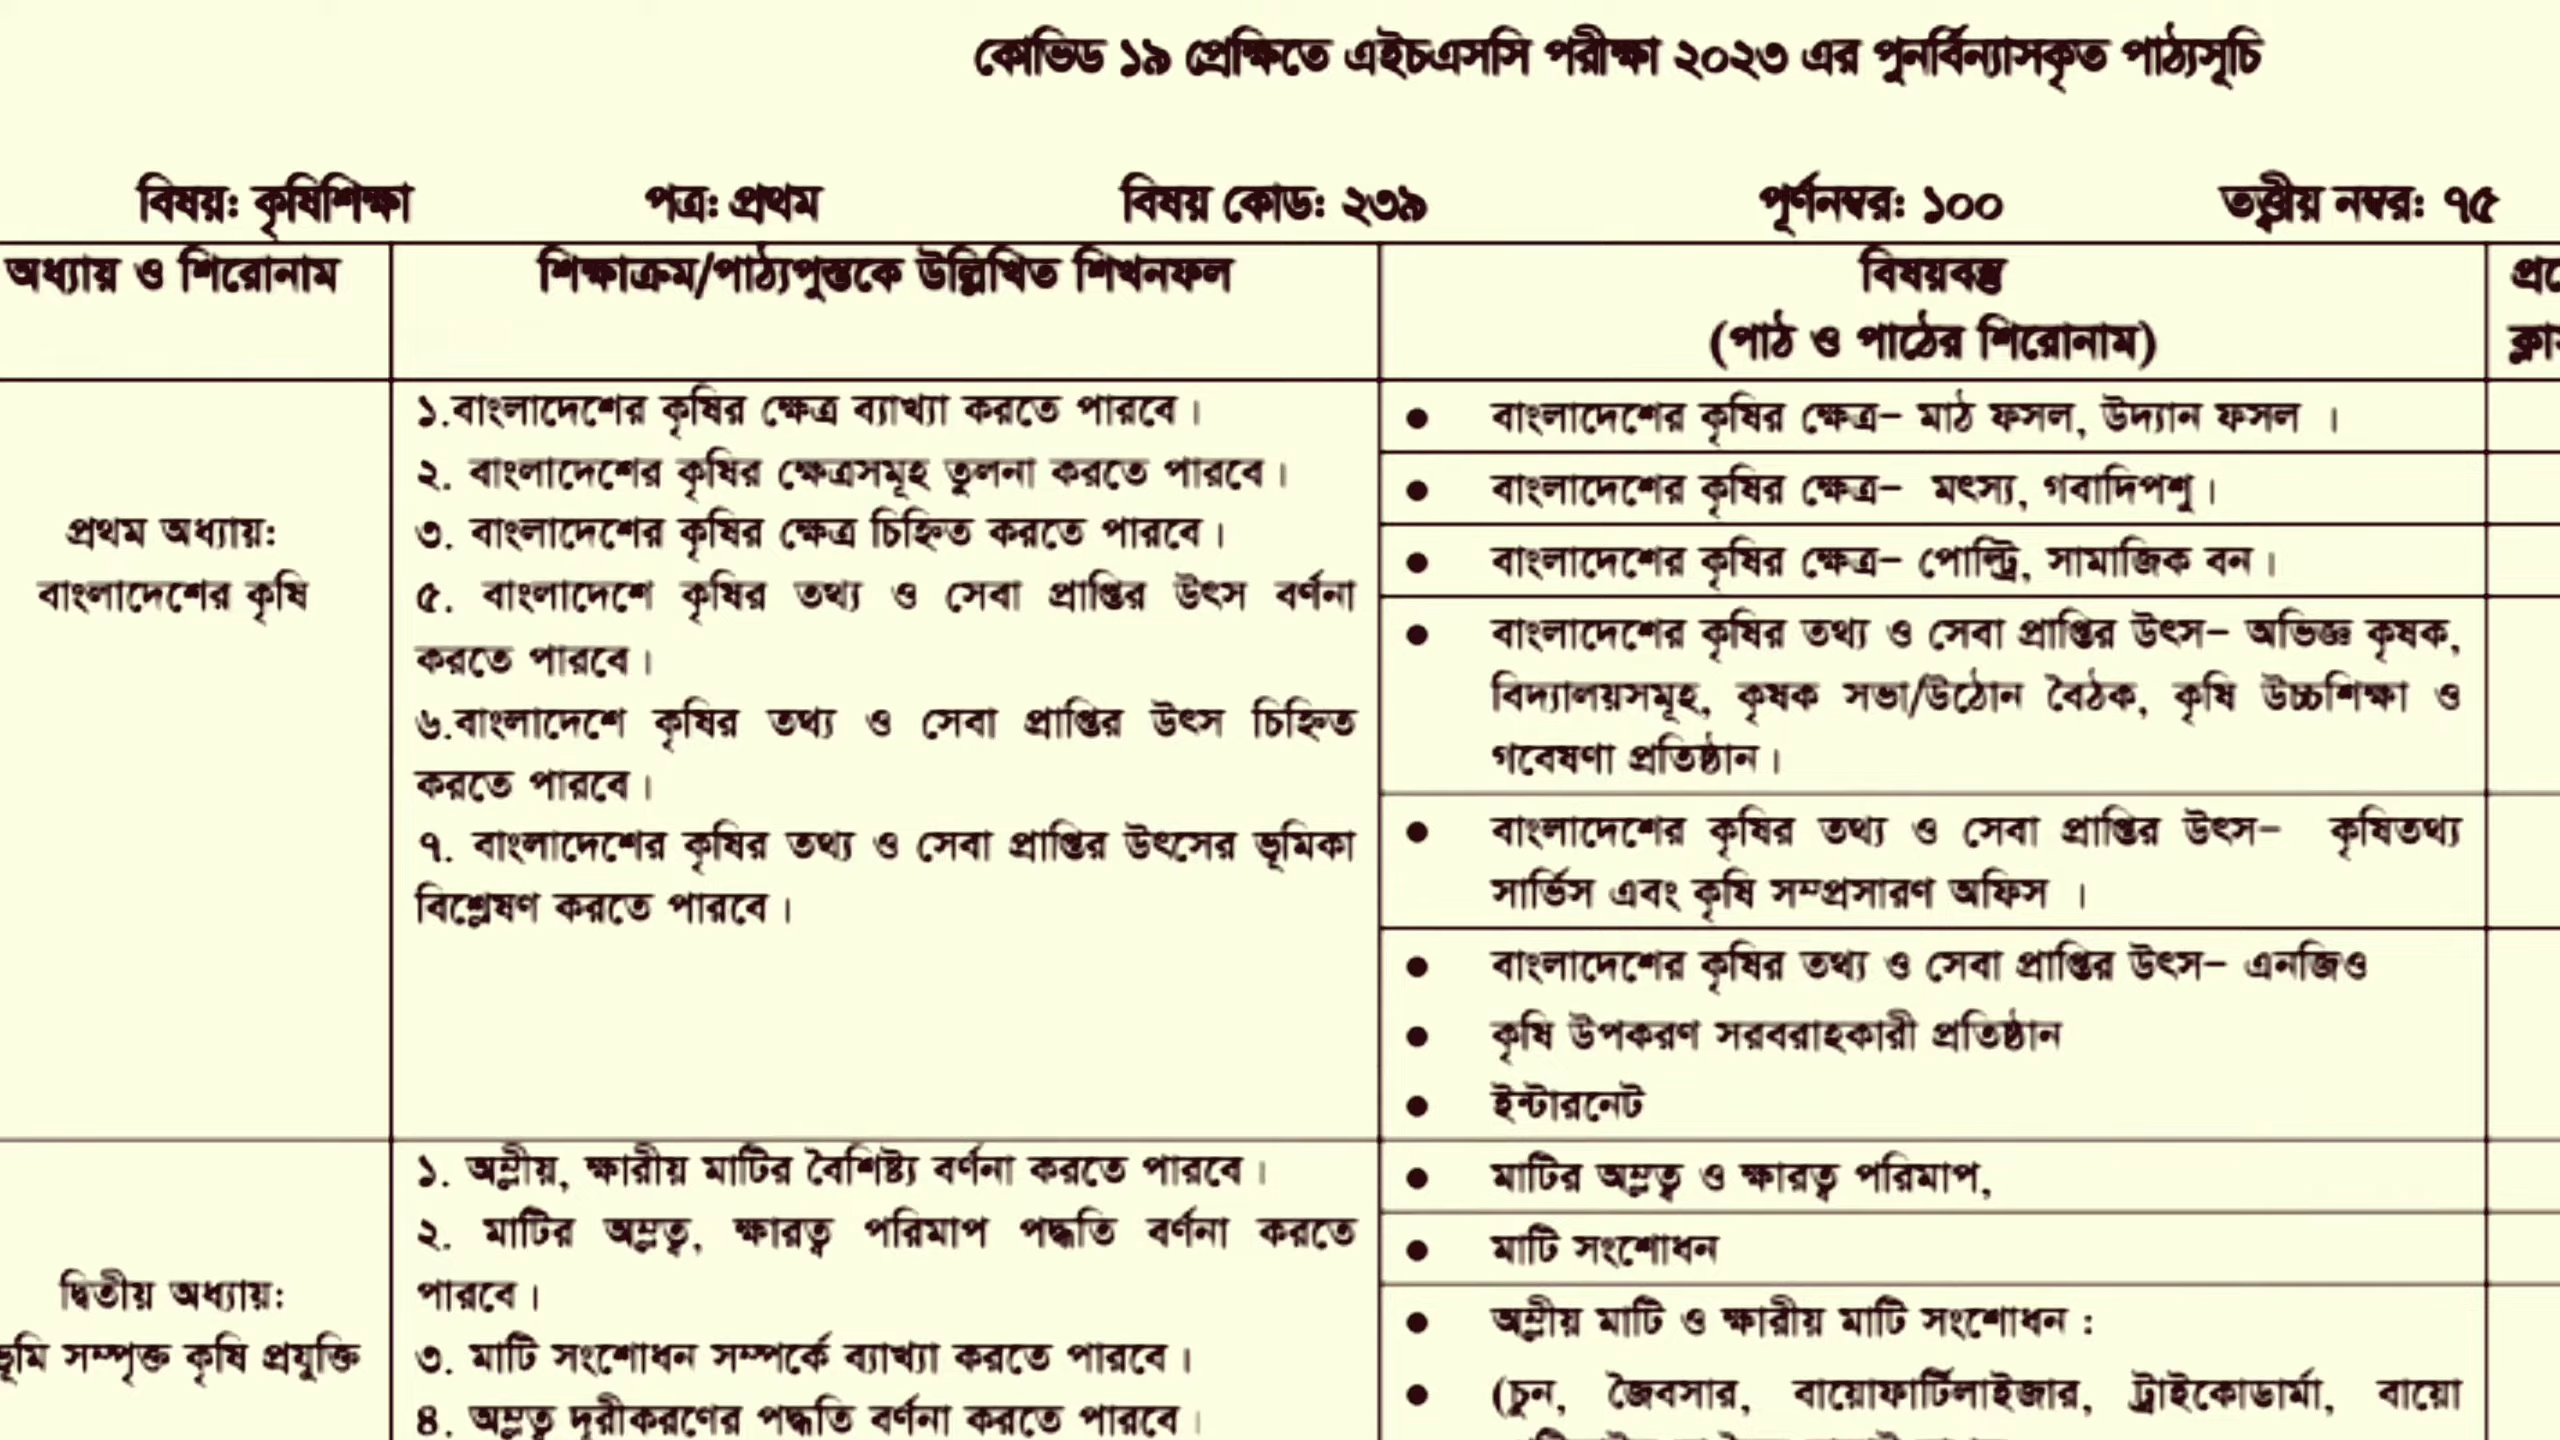 কোভিড ১৯ প্রেক্ষিতে এইচএসসি পরীক্ষা ২০২৩ এর পুনর্বিন্যাসকৃত পাঠ্যসূচি
বিষয়: কৃষিশিক্ষা পত্র: প্রথম বিষয় কোড: ২৩৯ পূর্ণনম্বর: ১০০ তত্ত্বীয় নম্বর: ৭৫
অধ্যায় ও শিরোনাম
শিক্ষাক্রম/পাঠ্যপুস্তকে উল্লিখিত শিখনফল
বিষয়বস্তু
(পাঠ ও পাঠের শিরোনাম)
প্রথম অধ্যায়:
বাংলাদেশের কৃষি
১.বাংলাদেশের কৃষির ক্ষেত্র ব্যাখ্যা করতে পারবে।
২. বাংলাদেশের কৃষির ক্ষেত্রসমূহ তুলনা করতে পারবে।
৩. বাংলাদেশের কৃষির ক্ষেত্র চিহ্নিত করতে পারবে।
৫. বাংলাদেশে কৃষির তথ্য ও সেবা প্রাপ্তির উৎস বর্ণনা
করতে পারবে।
৬.বাংলাদেশে কৃষির তথ্য ও সেবা প্রাপ্তির উৎস চিহ্নিত
করতে পারবে।
৭. বাংলাদেশের কৃষির তথ্য ও সেবা প্রাপ্তির উৎসের ভূমিকা
বিশ্লেষণ করতে পারবে।
● বাংলাদেশের কৃষির ক্ষেত্র– মাঠ ফসল, উদ্যান ফসল ।
● বাংলাদেশের কৃষির ক্ষেত্র– মৎস্য, গবাদিপশু।
● বাংলাদেশের কৃষির ক্ষেত্র– পোল্ট্রি, সামাজিক বন।
● বাংলাদেশের কৃষির তথ্য ও সেবা প্রাপ্তির উৎস– অভিজ্ঞ কৃষক,
বিদ্যালয়সমূহ, কৃষক সভা/উঠোন বৈঠক, কৃষি উচ্চশিক্ষা ও
গবেষণা প্রতিষ্ঠান।
● বাংলাদেশের কৃষির তথ্য ও সেবা প্রাপ্তির উৎস– কৃষিতথ্য
সার্ভিস এবং কৃষি সম্প্রসারণ অফিস ।
● বাংলাদেশের কৃষির তথ্য ও সেবা প্রাপ্তির উৎস– এনজিও
● কৃষি উপকরণ সরবরাহকারী প্রতিষ্ঠান
● ইন্টারনেট
দ্বিতীয় অধ্যায়:
ভূমি সম্পৃক্ত কৃষি প্রযুক্তি
১. অম্লীয়, ক্ষারীয় মাটির বৈশিষ্ট্য বর্ণনা করতে পারবে।
২. মাটির অম্লত্ব, ক্ষারত্ব পরিমাপ পদ্ধতি বর্ণনা করতে
পারবে।
৩. মাটি সংশোধন সম্পর্কে ব্যাখ্যা করতে পারবে।
৪. অম্লত্ব দূরীকরণের পদ্ধতি বর্ণনা করতে পারবে।
● মাটির অম্লত্ব ও ক্ষারত্ব পরিমাপ,
● মাটি সংশোধন
● অম্লীয় মাটি ও ক্ষারীয় মাটি সংশোধন :
● (চুন, জৈবসার, বায়োফার্টিলাইজার, ট্রাইকোডার্মা, বায়ো